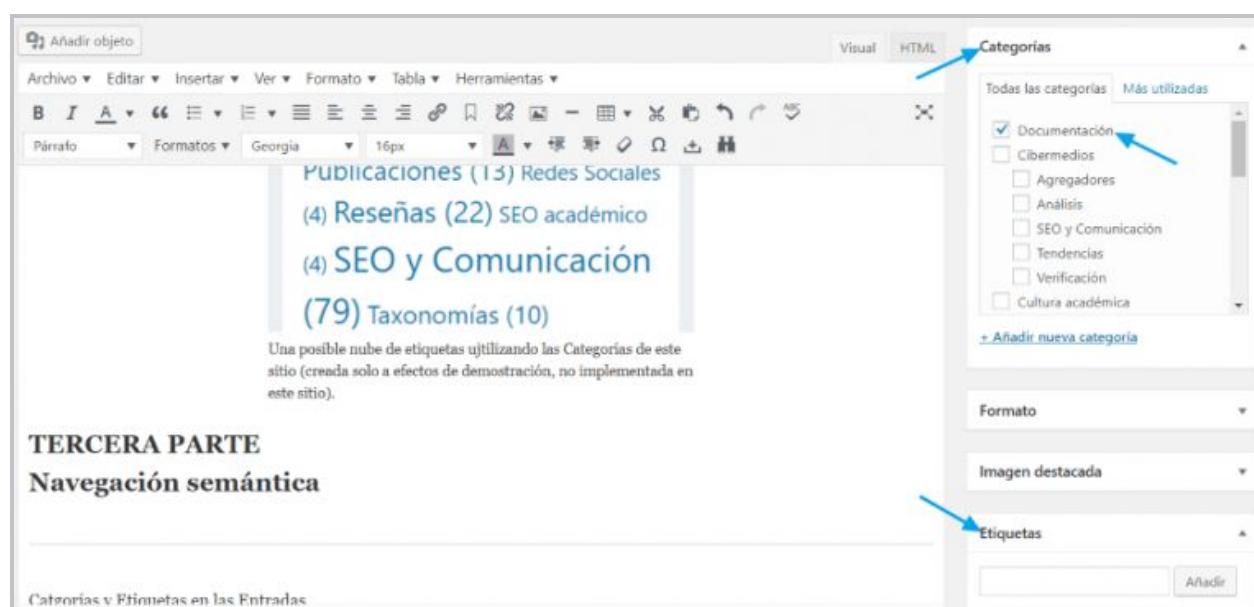 Añadir objeto
Visual HTML
Archivo Editar Insertar Ver Formato Tabla Herramientas
Párrafo Formatos Georgia 16px
Publicaciones (13) Redes Sociales
(4) Reseñas (22) SEO académico
(4) SEO y Comunicación
(79) Taxonomías (10)
Una posible nube de etiquetas ujtilizando las Categorías de este
sitio (creada solo a efectos de demostración, no implementada en
este sitio).
TERCERA PARTE
Navegación semántica
Catgorías y Etiquetas en las Entradas
Categorías
Todas las categorías Más utilizadas
Documentación
Cibermedios
Agregadores
Análisis
SEO y Comunicación
Tendencias
Verificación
Cultura académica
+ Añadir nueva categoría
Formato
Imagen destacada
Etiquetas
Añadir